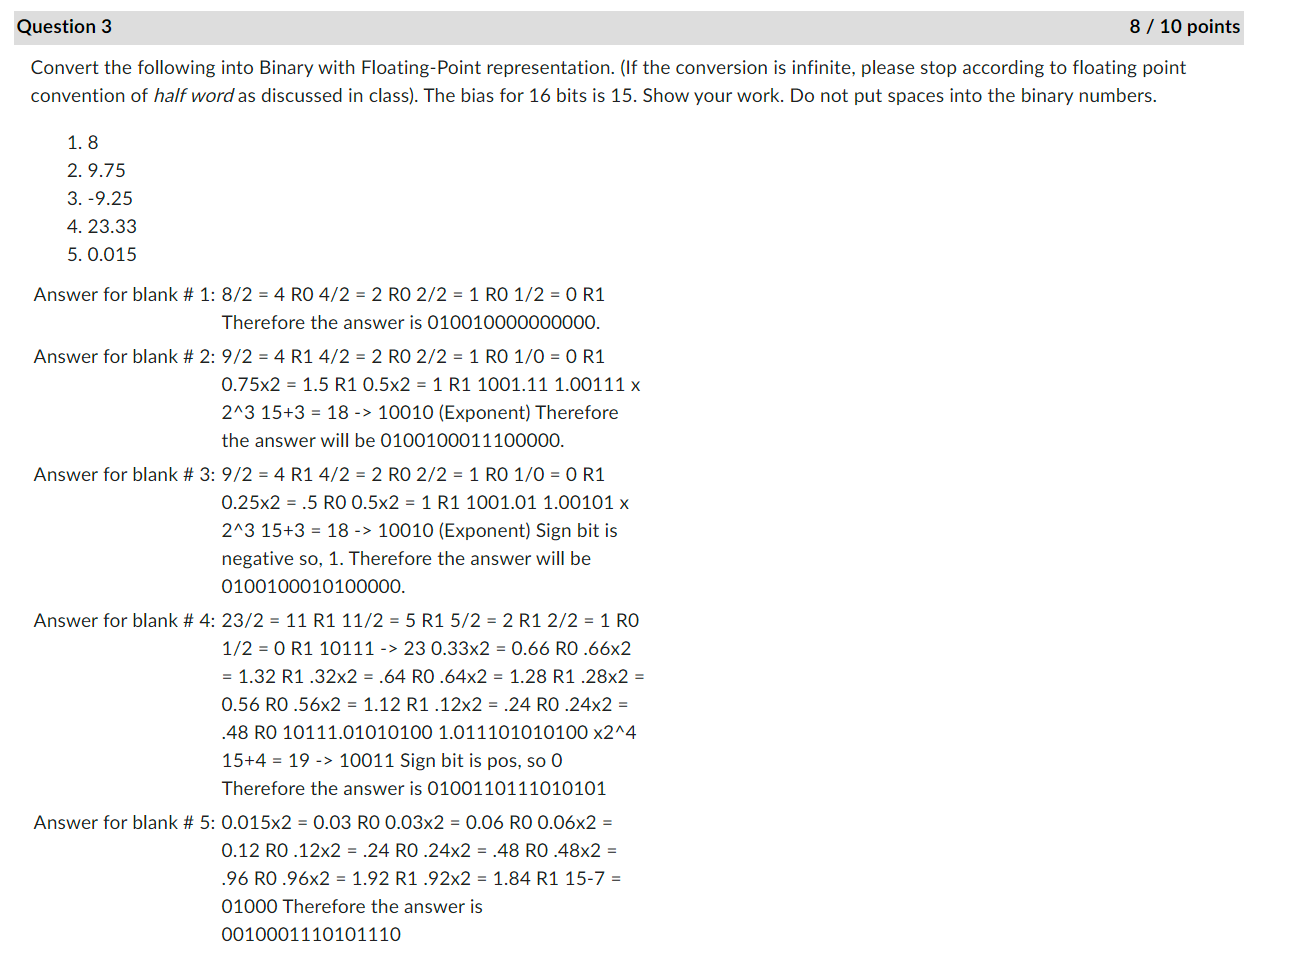 Question 3 8 / 10 points
Convert the following into Binary with Floating-Point representation. (If the conversion is infinite, please stop according to floating point
convention of half word as discussed in class). The bias for 16 bits is 15. Show your work. Do not put spaces into the binary numbers.
1. 8
2. 9.75
3. -9.25
4. 23.33
5. 0.015
Answer for blank # 1: 8/2 = 4 R0 4/2 = 2 R0 2/2 = 1 R0 1/2 = 0 R1
Therefore the answer is 010010000000000.
Answer for blank # 2: 9/2 = 4 R1 4/2 = 2 R0 2/2 = 1 R0 1/0 = 0 R1
0.75x2 = 1.5 R1 0.5x2 = 1 R1 1001.11 1.00111 x
2^3 15+3 = 18 -> 10010 (Exponent) Therefore
the answer will be 0100100011100000.
Answer for blank # 3: 9/2 = 4 R1 4/2 = 2 R0 2/2 = 1 R0 1/0 = 0 R1
0.25x2 = .5 R0 0.5x2 = 1 R1 1001.01 1.00101 x
2^3 15+3 = 18 -> 10010 (Exponent) Sign bit is
negative so, 1. Therefore the answer will be
0100100010100000.
Answer for blank # 4: 23/2 = 11 R1 11/2 = 5 R1 5/2 = 2 R1 2/2 = 1 R0
1/2 = 0 R1 10111 -> 23 0.33x2 = 0.66 R0 .66x2
= 1.32 R1 .32x2 = .64 R0 .64x2 = 1.28 R1 .28x2 =
0.56 R0 .56x2 = 1.12 R1 .12x2 = .24 R0 .24x2 =
.48 R0 10111.01010100 1.011101010100 x2^4
15+4 = 19 -> 10011 Sign bit is pos, so 0
Therefore the answer is 0100110111010101
Answer for blank # 5: 0.015x2 = 0.03 R0 0.03x2 = 0.06 R0 0.06x2 =
0.12 R0 .12x2 = .24 R0 .24x2 = .48 R0 .48x2 =
.96 R0 .96x2 = 1.92 R1 .92x2 = 1.84 R1 15-7 =
01000 Therefore the answer is
0010001110101110